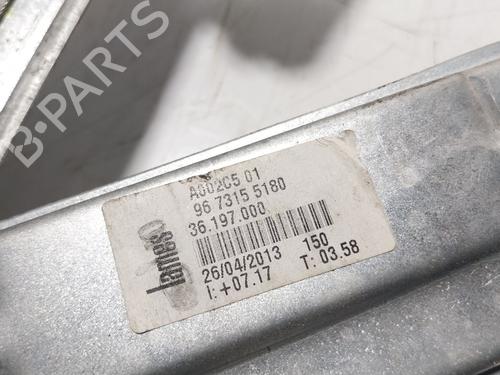 B-PARTS
A002C5 01
96 7315 5180
36.197.000
lames
26/04/2013 150
I:+07.17 T: 03.58